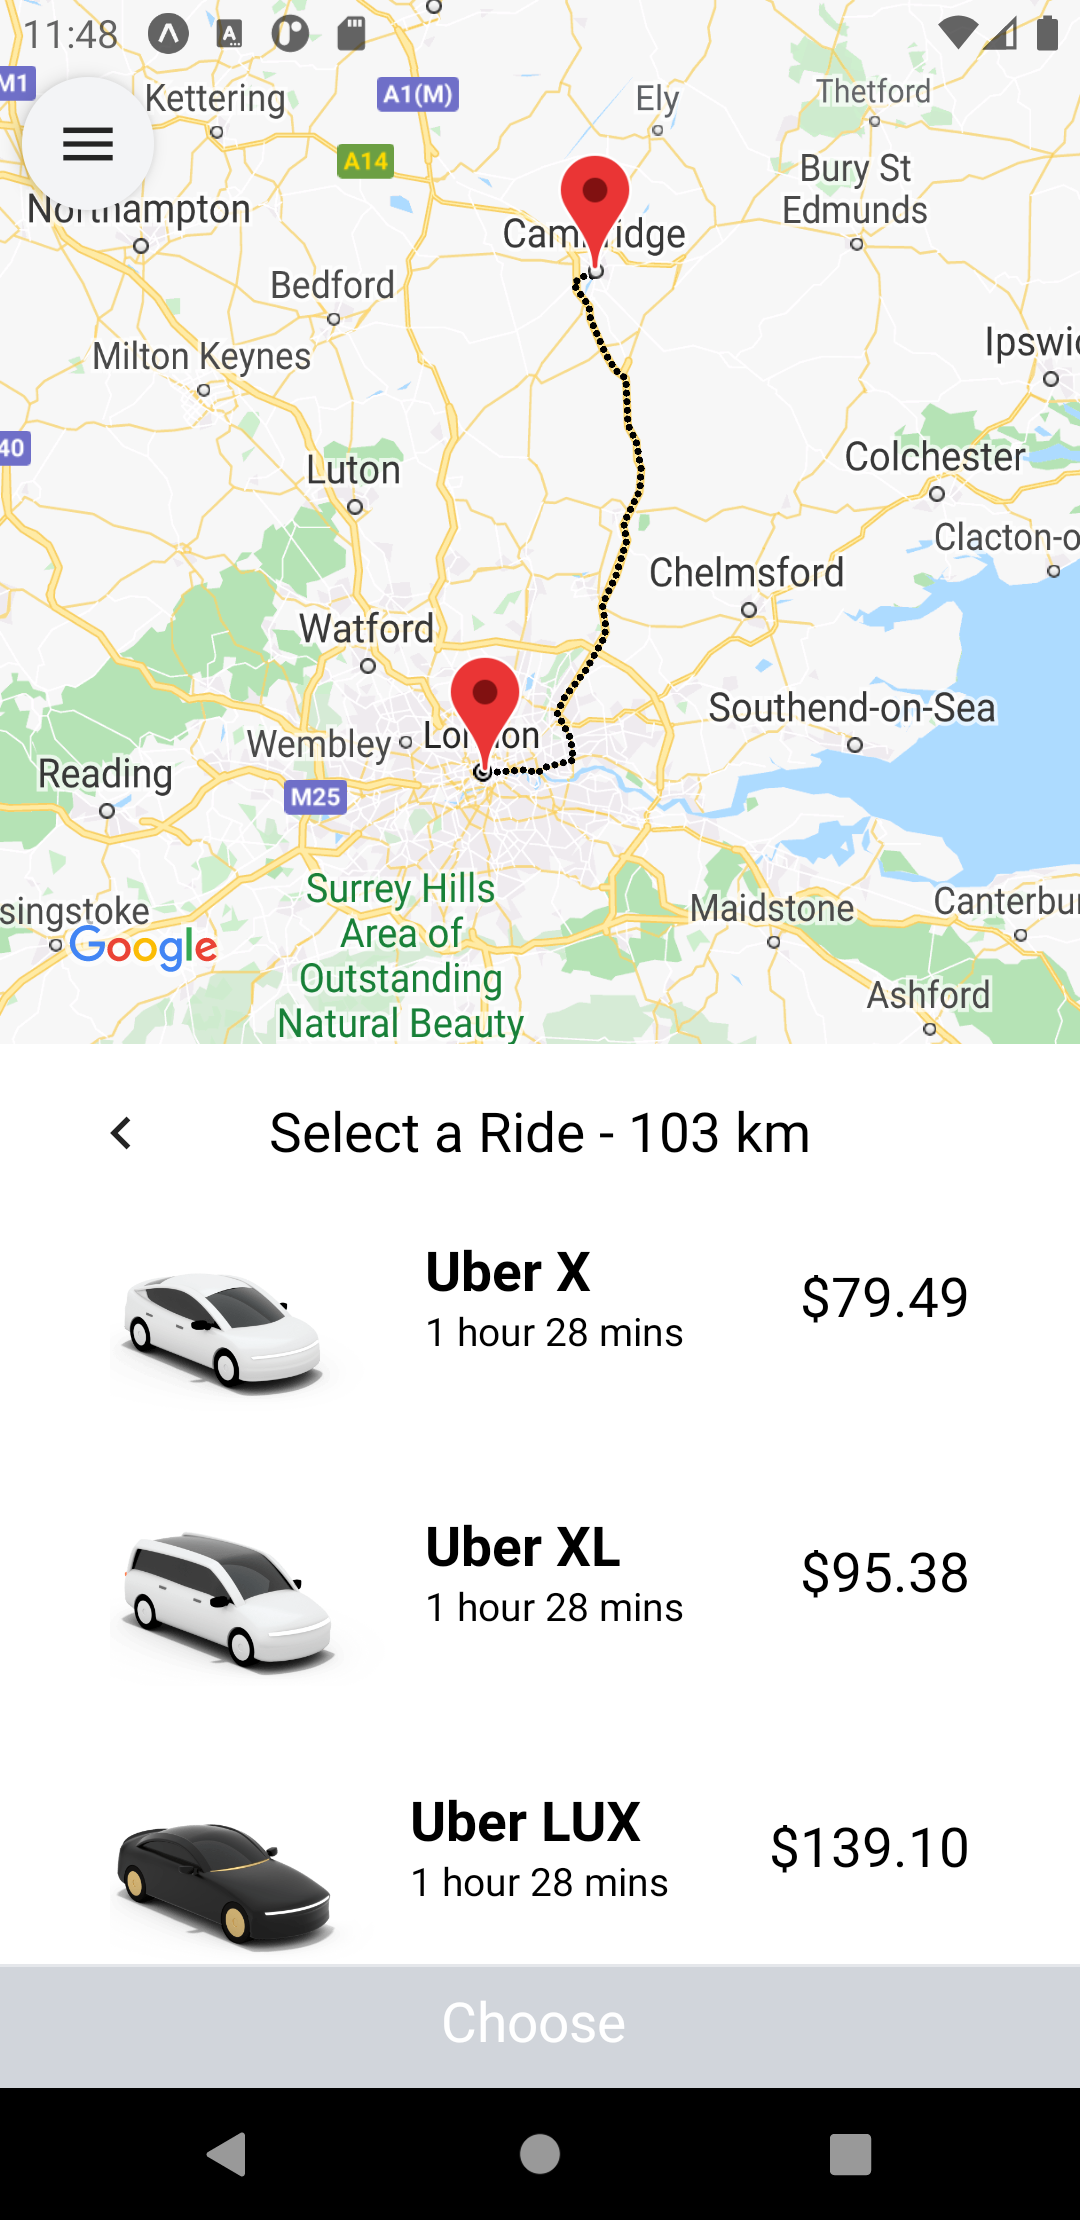 11:48
M1
Kettering
A1(M)
Ely
Thetford
A14
Bury St
Edmunds
Northampton
Cambridge
Bedford
Milton Keynes
Ipswic
40
Luton
Colchester
Clacton-o
Chelmsford
Watford
Southend-on-Sea
Wembley
London
Reading
M25
Surrey Hills
Area of
Outstanding
Natural Beauty
singstoke
Maidstone
Canterbur
Google
Ashford
Select a Ride - 103 km
Uber X
$79.49
1 hour 28 mins
Uber XL
$95.38
1 hour 28 mins
Uber LUX
$139.10
1 hour 28 mins
Choose